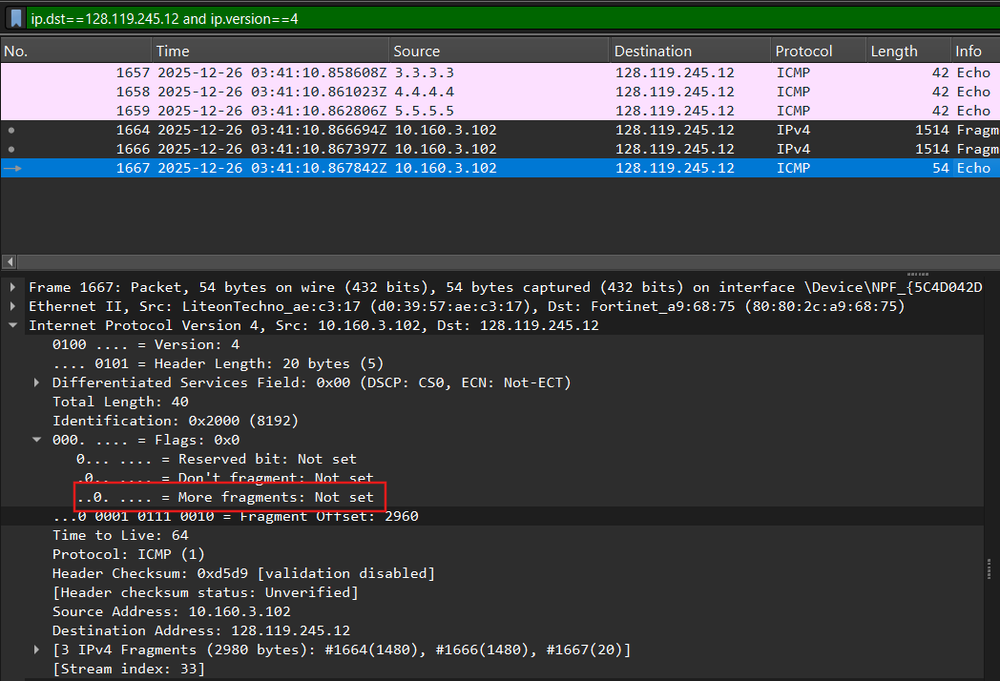 ip.dst==128.119.245.12 and ip.version==4
No. Time Source Destination Protocol Length Info
1657 2025-12-26 03:41:10.858608Z 3.3.3.3 128.119.245.12 ICMP 42 Echo
1658 2025-12-26 03:41:10.861023Z 4.4.4.4 128.119.245.12 ICMP 42 Echo
1659 2025-12-26 03:41:10.862806Z 5.5.5.5 128.119.245.12 ICMP 42 Echo
1664 2025-12-26 03:41:10.866694Z 10.160.3.102 128.119.245.12 IPv4 1514 Fragm
1666 2025-12-26 03:41:10.867397Z 10.160.3.102 128.119.245.12 IPv4 1514 Fragm
1667 2025-12-26 03:41:10.867842Z 10.160.3.102 128.119.245.12 ICMP 54 Echo
Frame 1667: Packet, 54 bytes on wire (432 bits), 54 bytes captured (432 bits) on interface \Device\NPF_{5C4D042D
Ethernet II, Src: LiteonTechno_ae:c3:17 (d0:39:57:ae:c3:17), Dst: Fortinet_a9:68:75 (80:80:2c:a9:68:75)
Internet Protocol Version 4, Src: 10.160.3.102, Dst: 128.119.245.12
0100 .... = Version: 4
.... 0101 = Header Length: 20 bytes (5)
Differentiated Services Field: 0x00 (DSCP: CS0, ECN: Not-ECT)
Total Length: 40
Identification: 0x2000 (8192)
000. .... = Flags: 0x0
0... .... = Reserved bit: Not set
.0.. .... = Don't fragment: Not set
..0. .... = More fragments: Not set
...0 0001 0111 0010 = Fragment Offset: 2960
Time to Live: 64
Protocol: ICMP (1)
Header Checksum: 0xd5d9 [validation disabled]
[Header checksum status: Unverified]
Source Address: 10.160.3.102
Destination Address: 128.119.245.12
[3 IPv4 Fragments (2980 bytes): #1664(1480), #1666(1480), #1667(20)]
[Stream index: 33]